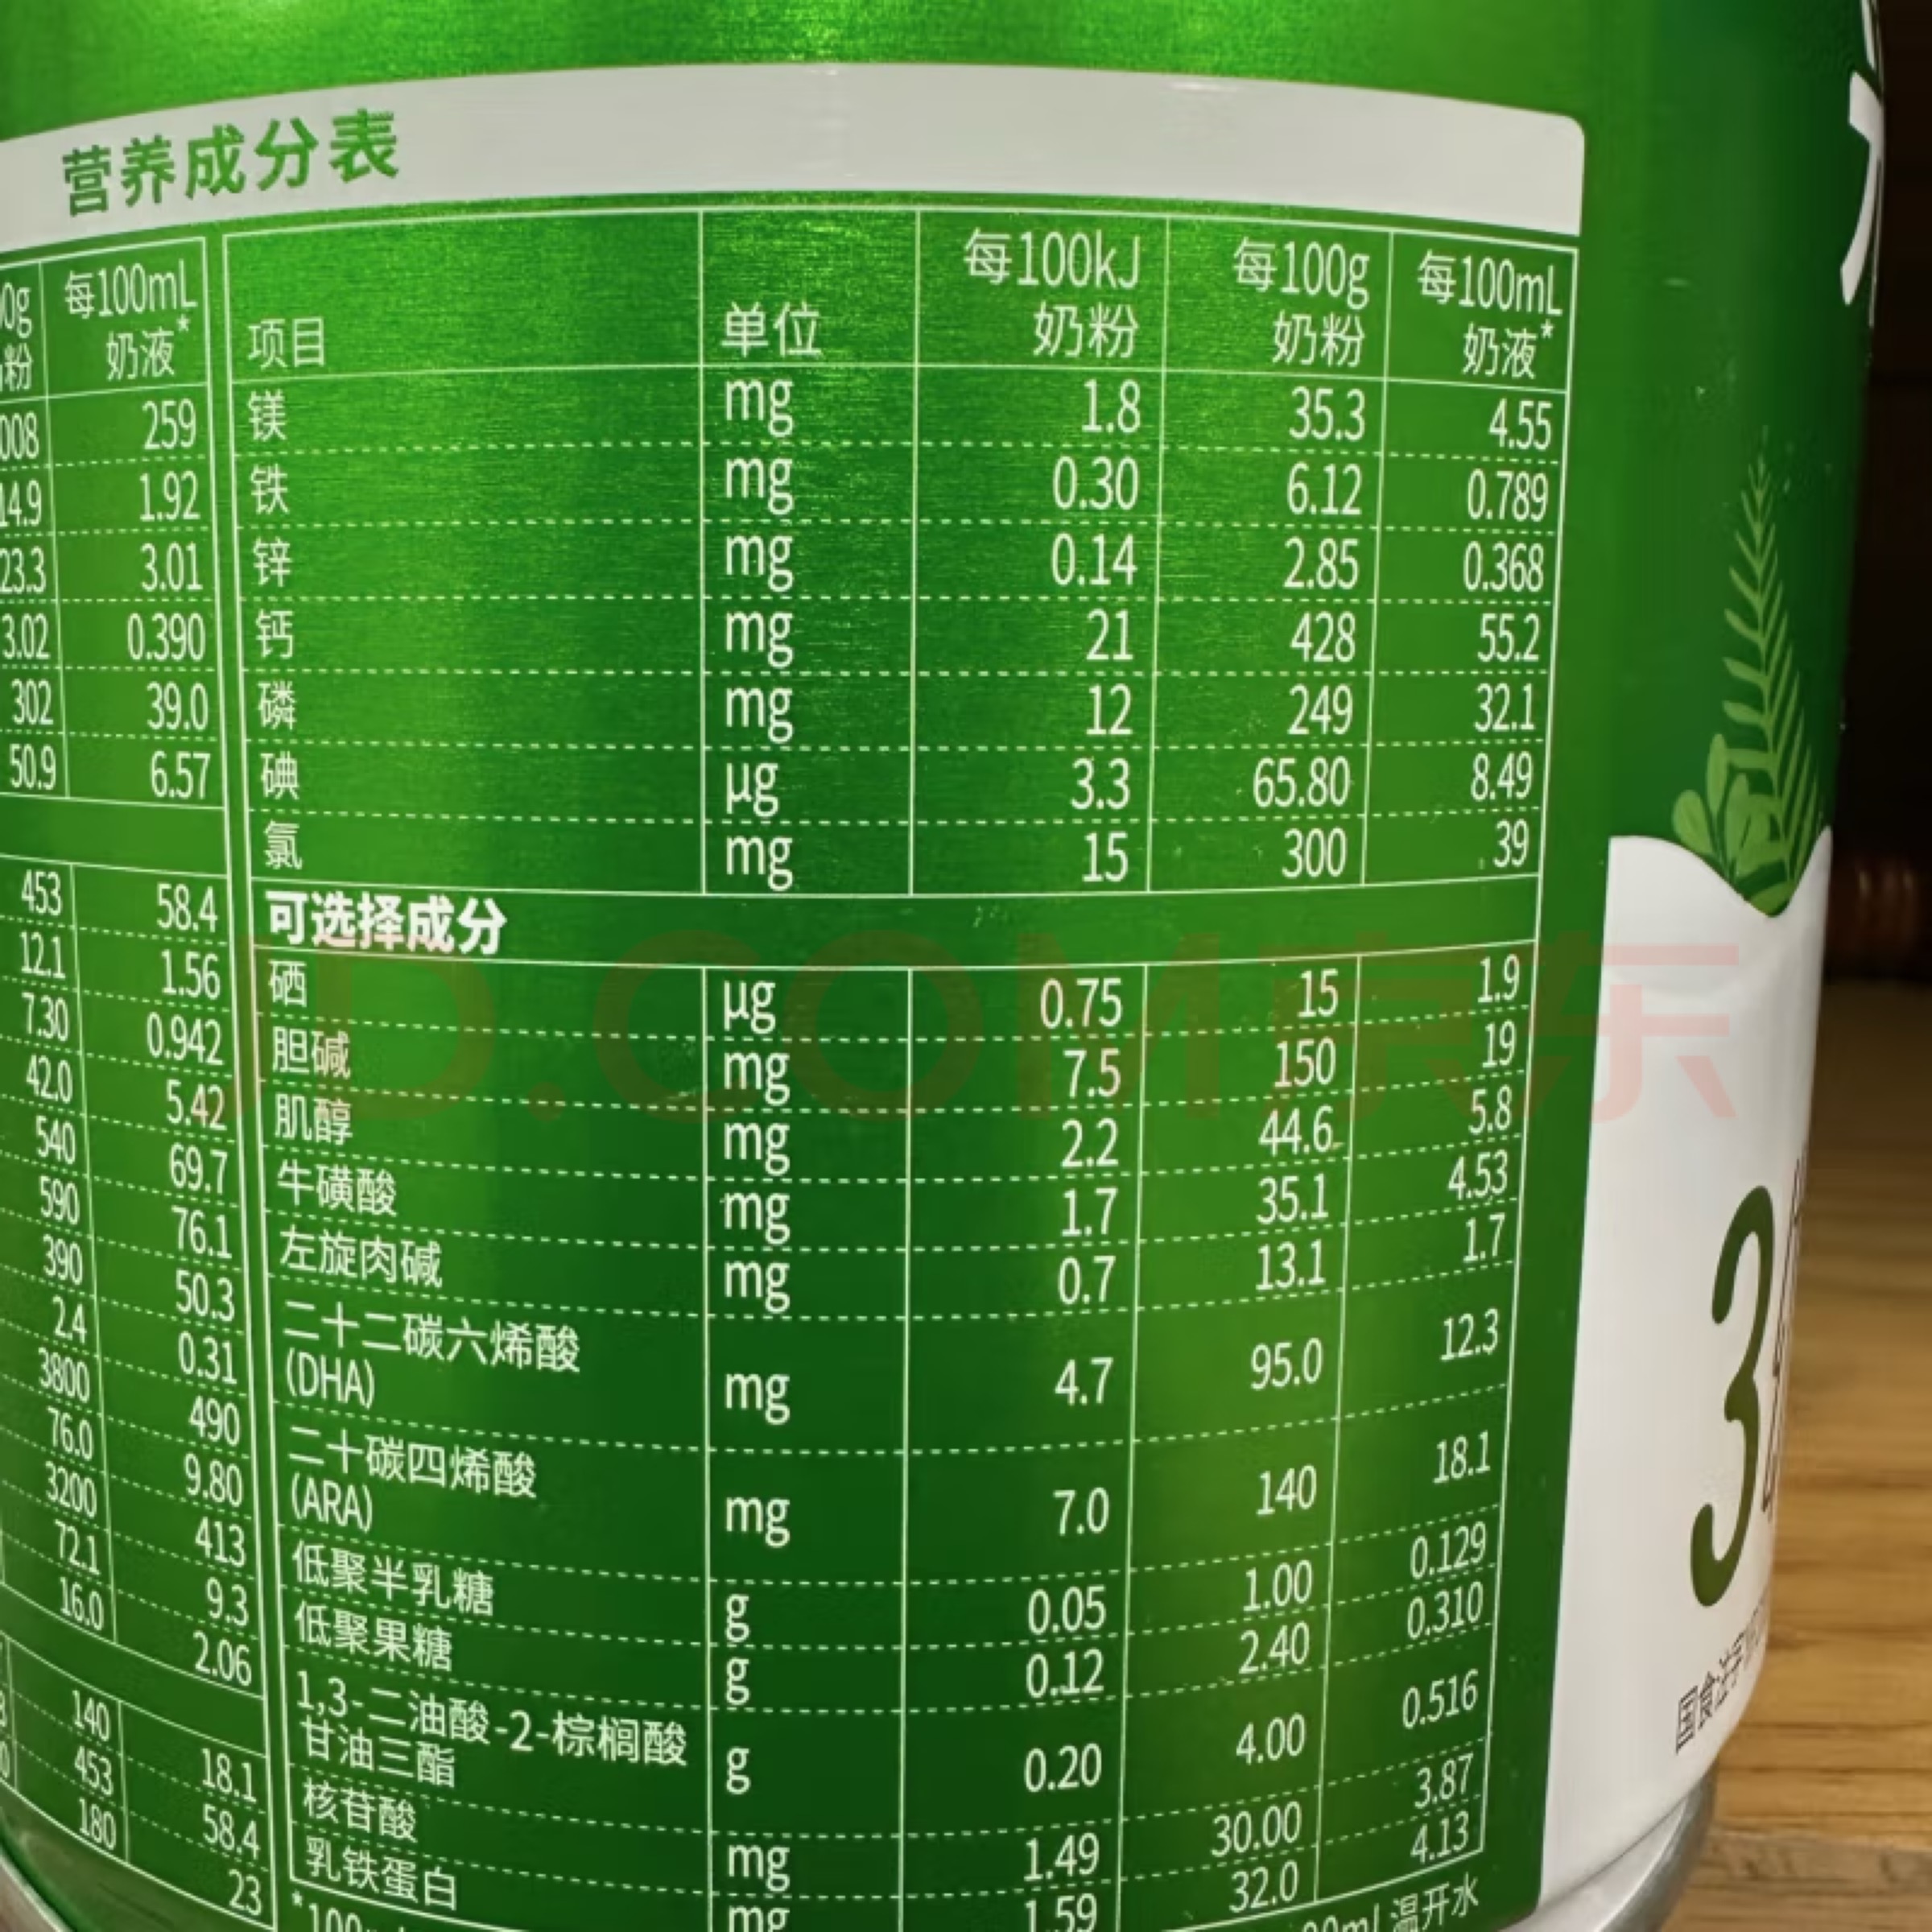 营养成分表
每100mL
奶液*
259
1.92
23.3 3.01
3.02 0.390
302 39.0
50.9 6.57
453 58.4
12.1 1.56
7.30 0.942
42.0 5.42
540 69.7
590 76.1
390 50.3
2.4 0.31
3800 490
76.0 9.80
3200 413
72.1 9.3
16.0 2.06
140 18.1
453 58.4
180 23
项目 单位 每100kJ 奶粉 每100g 奶粉 每100mL 奶液*
镁 mg 1.8 35.3 4.55
铁 mg 0.30 6.12 0.789
锌 mg 0.14 2.85 0.368
钙 mg 21 428 55.2
磷 mg 12 249 32.1
碘 μg 3.3 65.80 8.49
氯 mg 15 300 39
可选择成分
硒 μg 0.75 15 1.9
胆碱 mg 7.5 150 19
肌醇 mg 2.2 44.6 5.8
牛磺酸 mg 1.7 35.1 4.53
左旋肉碱 mg 0.7 13.1 1.7
二十二碳六烯酸
(DHA) mg 4.7 95.0 12.3
二十碳四烯酸
(ARA) mg 7.0 140 18.1
低聚半乳糖 g 0.05 1.00 0.129
低聚果糖 g 0.12 2.40 0.310
1,3-二油酸-2-棕榈酸
甘油三酯 g 0.20 4.00 0.516
核苷酸 mg 1.49 30.00 3.87
乳铁蛋白 mg 1.59 32.0 4.13
温开水
3
国食注字
JD.COM京东